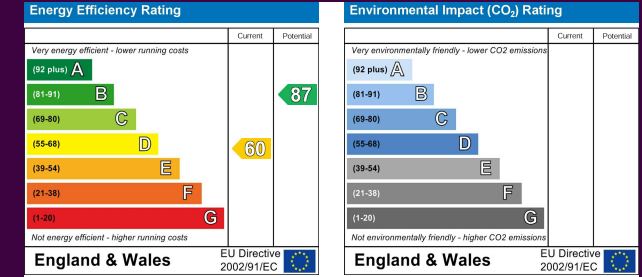 Energy Efficiency Rating
Current Potential
Very energy efficient - lower running costs
(92 plus) A
(81-91) B
87
(69-80) C
(55-68) D
60
(39-54) E
(21-38) F
(1-20) G
Not energy efficient - higher running costs
England & Wales
EU Directive
2002/91/EC
Environmental Impact (CO2) Rating
Current Potential
Very environmentally friendly - lower CO2 emissions
(92 plus) A
(81-91) B
(69-80) C
(55-68) D
(39-54) E
(21-38) F
(1-20) G
Not environmentally friendly - higher CO2 emissions
England & Wales
EU Directive
2002/91/EC